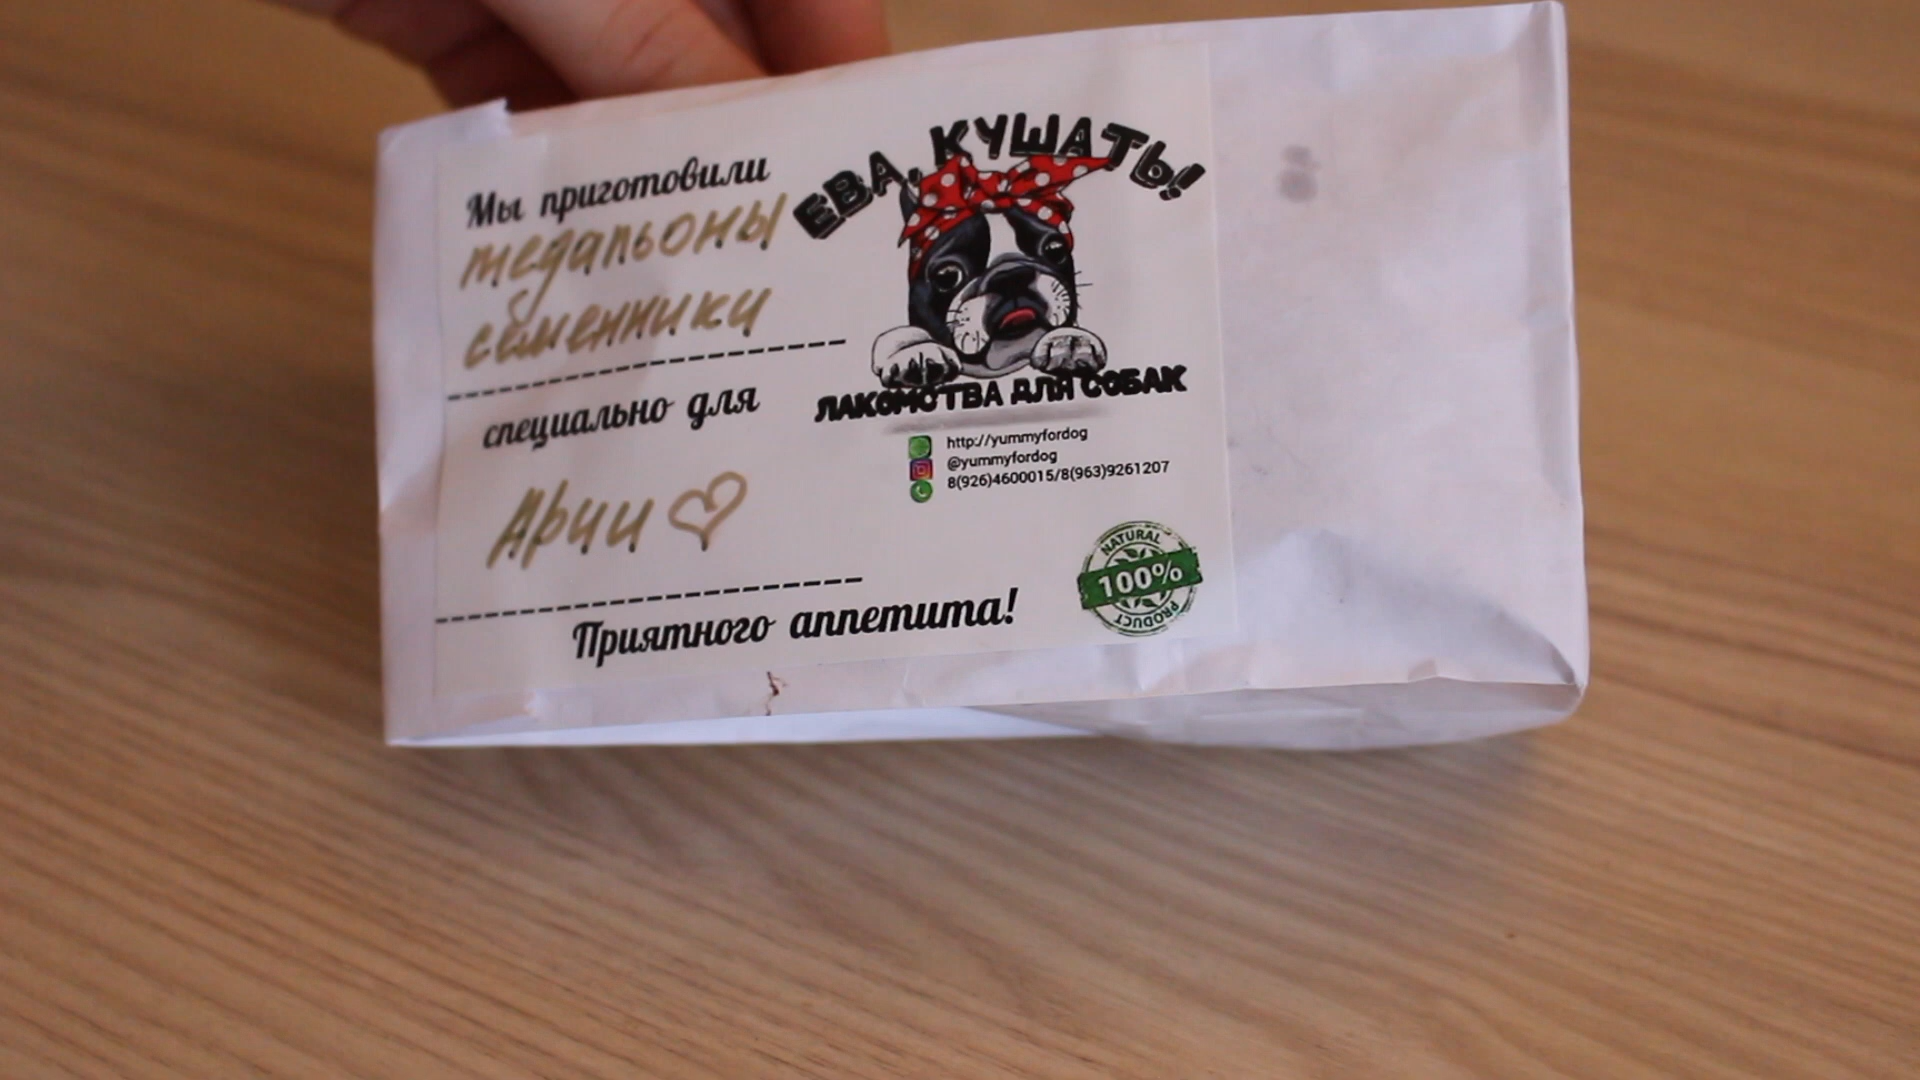 Мы приготовили
медальоны
семенники
специально для
Арии
Приятного аппетита!
ЕВА, КУШАТЬ!
ЛАКОМСТВА ДЛЯ СОБАК
http://yummyfordog
@yummyfordog
8(926)4600015/8(963)9261207
NATURAL
100%
PRODUCT